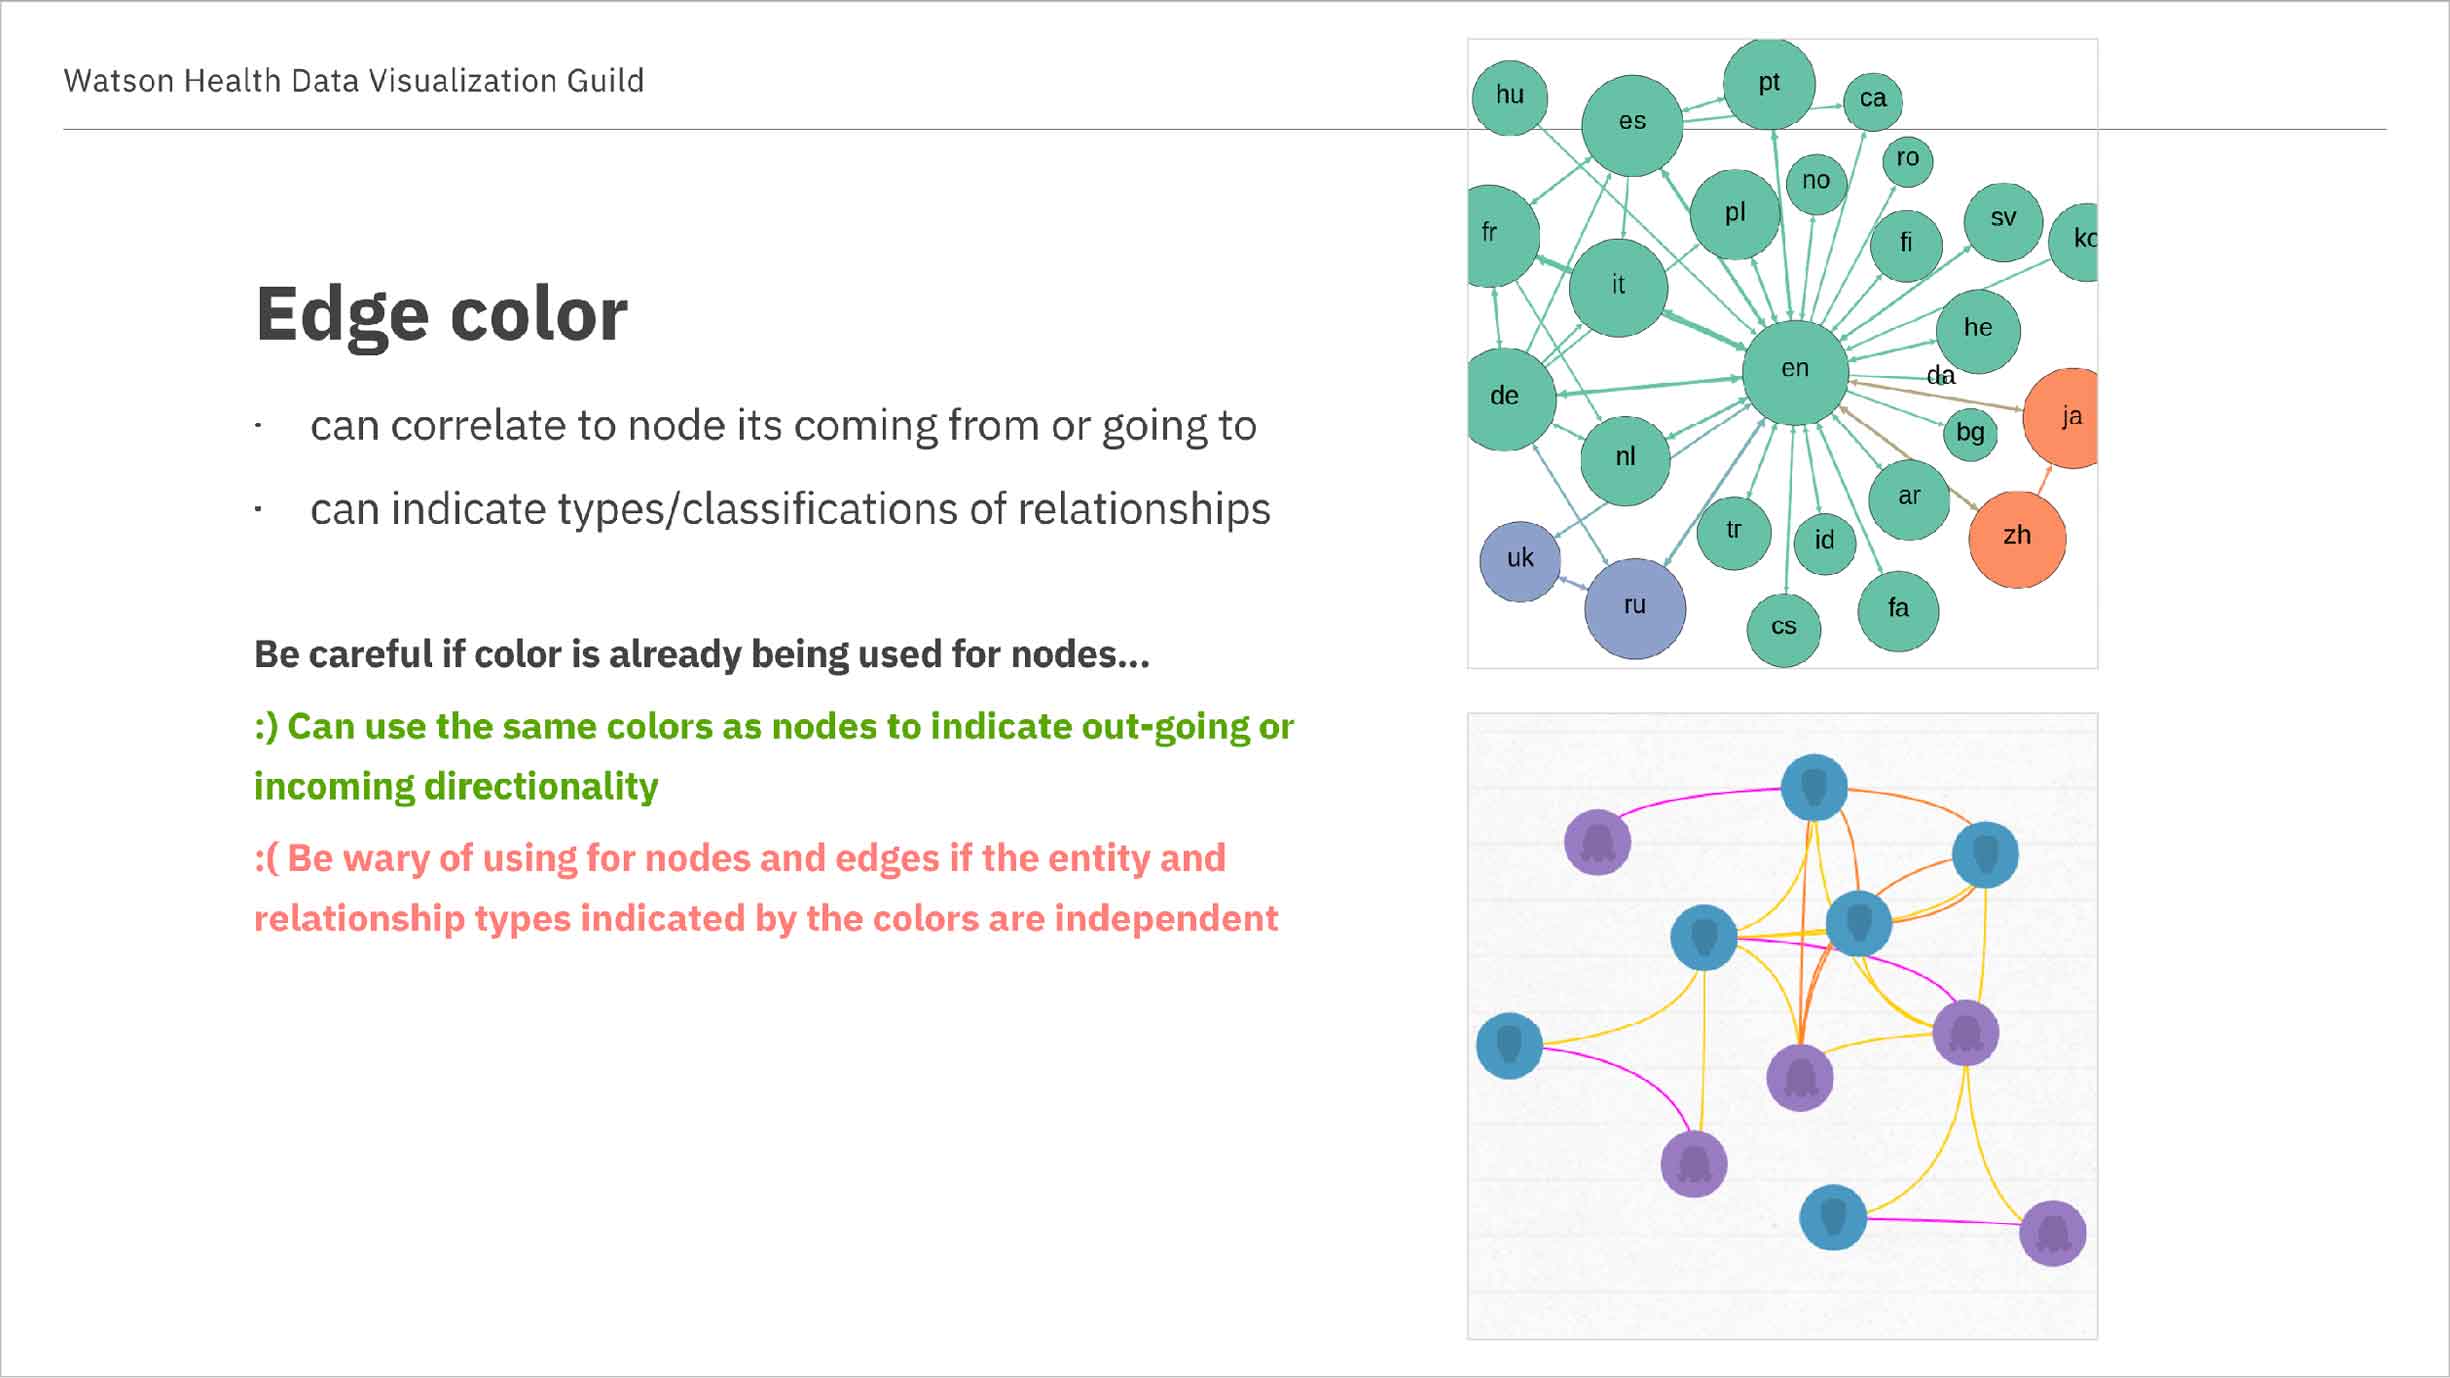 Watson Health Data Visualization Guild
Edge color
· can correlate to node its coming from or going to
· can indicate types/classifications of relationships
Be careful if color is already being used for nodes...
:) Can use the same colors as nodes to indicate out-going or
incoming directionality
:( Be wary of using for nodes and edges if the entity and
relationship types indicated by the colors are independent
hu
es
pt
ca
ro
no
pl
fr
fi
sv
ko
it
he
en
da
de
ja
bg
nl
ar
tr
id
zh
uk
ru
cs
fa